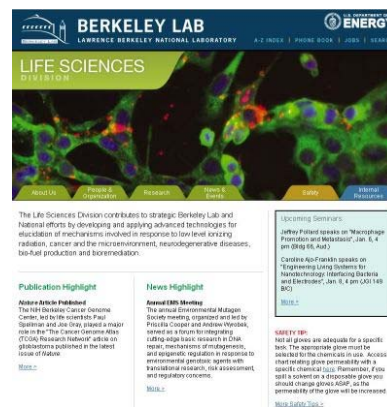 BERKELEY LAB
LAWRENCE BERKELEY NATIONAL LABORATORY
U.S. DEPARTMENT OF
ENERGY
A-Z INDEX | PHONE BOOK | JOBS | SEARCH
LIFE SCIENCES
DIVISION
About Us
People &
Organization
Research
News &
Events
Safety
Internal
Resources
The Life Sciences Division contributes to strategic Berkeley Lab and
National efforts by developing and applying advanced technologies for
elucidation of mechanisms involved in response to low level ionizing
radiation, cancer and the microenvironment, neurodegenerative diseases,
bio-fuel production and bioremediation.
Publication Highlight
Nature Article Published
The NIH Berkeley Cancer Genome
Center, led by life scientists Paul
Spellman and Joe Gray, played a major
role in the "The Cancer Genome Atlas
(TCGA) Research Network" article on
glioblastoma published in the latest
issue of Nature
More >
News Highlight
Annual EMS Meeting
The annual Environmental Mutagen
Society meeting, organized and led by
Priscilla Cooper and Andrew Wyrobek,
served as a forum for integrating
cutting-edge basic research in DNA
repair, mechanisms of mutagenesis,
and epigenetic regulation in response to
environmental genotoxic agents with
translational research, risk assessment,
and regulatory concerns.
More >
Upcoming Seminars
Jeffrey Pollard speaks on "Macrophage
Promotion and Metastasis", Jan. 6, 4
pm (Bldg 66, Aud.)
Caroline Ajo-Franklin speaks on
"Engineering Living Systems for
Nanotechnology: Interfacing Bacteria
and Electrodes", Jan. 8, 4 pm (JGI 149
B/C)
More >
SAFETY TIP!
Not all gloves are adequate for a specific
task. The appropriate glove must be
selected for the chemicals in use. Access
chart relating glove permeability with a
specific chemical here. Remember, if you
spill a solvent on a disposable glove you
should change gloves ASAP, as the
permeability of the glove will be increased.
More Safety Tips >